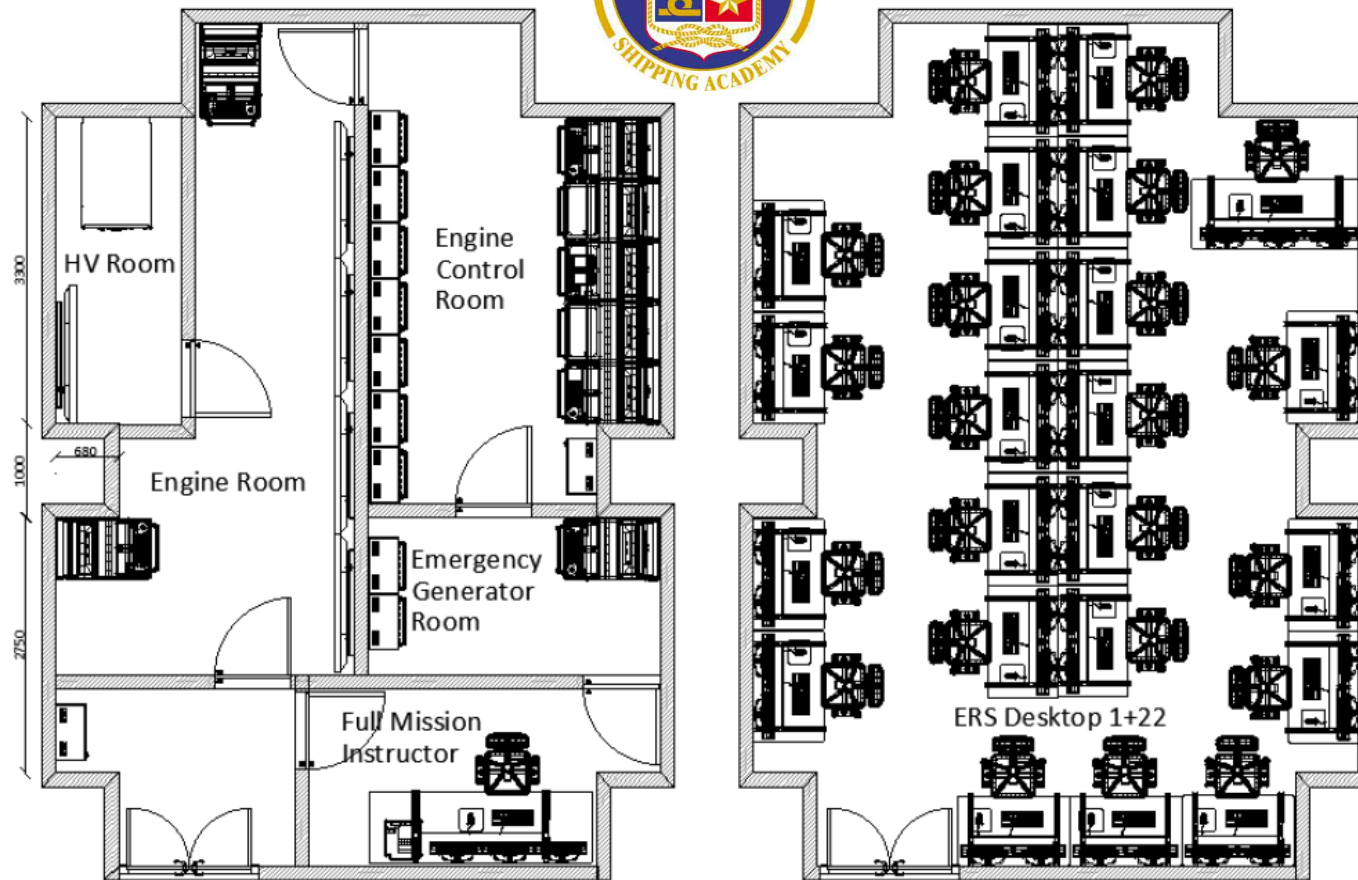 SHIPPING ACADEMY
HV Room
Engine
Control
Room
3300
680
1000
Engine Room
Emergency
Generator
Room
2750
Full Mission
Instructor
ERS Desktop 1+22